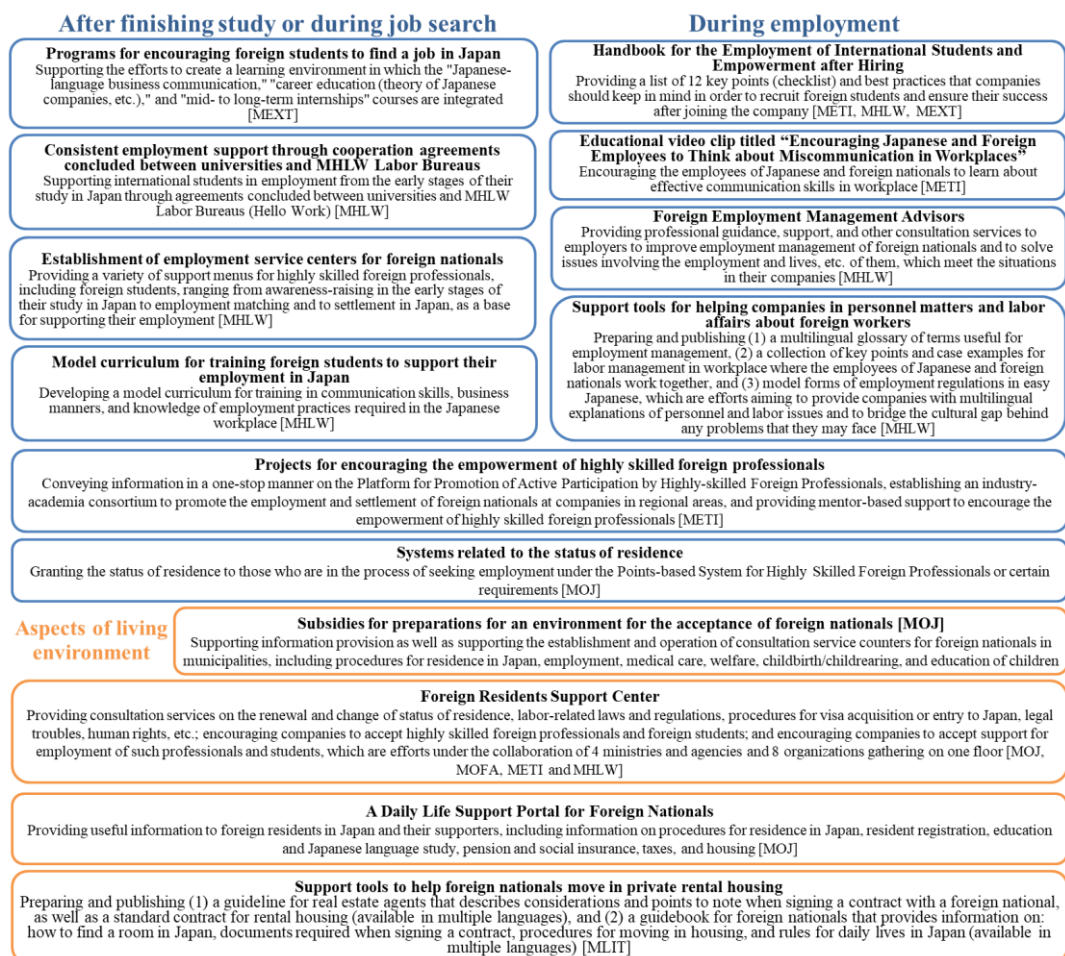 After finishing study or during job search
Programs for encouraging foreign students to find a job in Japan
Supporting the efforts to create a learning environment in which the "Japanese-
language business communication," "career education (theory of Japanese
companies, etc.)," and "mid- to long-term internships" courses are integrated
[MEXT]
Consistent employment support through cooperation agreements
concluded between universities and MHLW Labor Bureaus
Supporting international students in employment from the early stages of their
study in Japan through agreements concluded between universities and MHLW
Labor Bureaus (Hello Work) [MHLW]
Establishment of employment service centers for foreign nationals
Providing a variety of support menus for highly skilled foreign professionals,
including foreign students, ranging from awareness-raising in the early stages of
their study in Japan to employment matching and to settlement in Japan, as a base
for supporting their employment [MHLW]
Model curriculum for training foreign students to support their
employment in Japan
Developing a model curriculum for training in communication skills, business
manners, and knowledge of employment practices required in the Japanese
workplace [MHLW]
During employment
Handbook for the Employment of International Students and
Empowerment after Hiring
Providing a list of 12 key points (checklist) and best practices that companies
should keep in mind in order to recruit foreign students and ensure their success
after joining the company [METI, MHLW, MEXT]
Educational video clip titled “Encouraging Japanese and Foreign
Employees to Think about Miscommunication in Workplaces”
Encouraging the employees of Japanese and foreign nationals to learn about
effective communication skills in workplace [METI]
Foreign Employment Management Advisors
Providing professional guidance, support, and other consultation services to
employers to improve employment management of foreign nationals and to solve
issues involving the employment and lives, etc. of them, which meet the situations
in their companies [MHLW]
Support tools for helping companies in personnel matters and labor
affairs about foreign workers
Preparing and publishing (1) a multilingual glossary of terms useful for
employment management, (2) a collection of key points and case examples for
labor management in workplace where the employees of Japanese and foreign
nationals work together, and (3) model forms of employment regulations in easy
Japanese, which are efforts aiming to provide companies with multilingual
explanations of personnel and labor issues and to bridge the cultural gap behind
any problems that they may face [MHLW]
Projects for encouraging the empowerment of highly skilled foreign professionals
Conveying information in a one-stop manner on the Platform for Promotion of Active Participation by Highly-skilled Foreign Professionals, establishing an industry-
academia consortium to promote the employment and settlement of foreign nationals at companies in regional areas, and providing mentor-based support to encourage the
empowerment of highly skilled foreign professionals [METI]
Systems related to the status of residence
Granting the status of residence to those who are in the process of seeking employment under the Points-based System for Highly Skilled Foreign Professionals or certain
requirements [MOJ]
Aspects of living
environment
Subsidies for preparations for an environment for the acceptance of foreign nationals [MOJ]
Supporting information provision as well as supporting the establishment and operation of consultation service counters for foreign nationals in
municipalities, including procedures for residence in Japan, employment, medical care, welfare, childbirth/childrearing, and education of children
Foreign Residents Support Center
Providing consultation services on the renewal and change of status of residence, labor-related laws and regulations, procedures for visa acquisition or entry to Japan, legal
troubles, human rights, etc.; encouraging companies to accept highly skilled foreign professionals and foreign students; and encouraging companies to accept support for
employment of such professionals and students, which are efforts under the collaboration of 4 ministries and agencies and 8 organizations gathering on one floor [MOJ,
MOFA, METI and MHLW]
A Daily Life Support Portal for Foreign Nationals
Providing useful information to foreign residents in Japan and their supporters, including information on procedures for residence in Japan, resident registration, education
and Japanese language study, pension and social insurance, taxes, and housing [MOJ]
Support tools to help foreign nationals move in private rental housing
Preparing and publishing (1) a guideline for real estate agents that describes considerations and points to note when signing a contract with a foreign national,
as well as a standard contract for rental housing (available in multiple languages), and (2) a guidebook for foreign nationals that provides information on:
how to find a room in Japan, documents required when signing a contract, procedures for moving in housing, and rules for daily lives in Japan (available in
multiple languages) [MLIT]